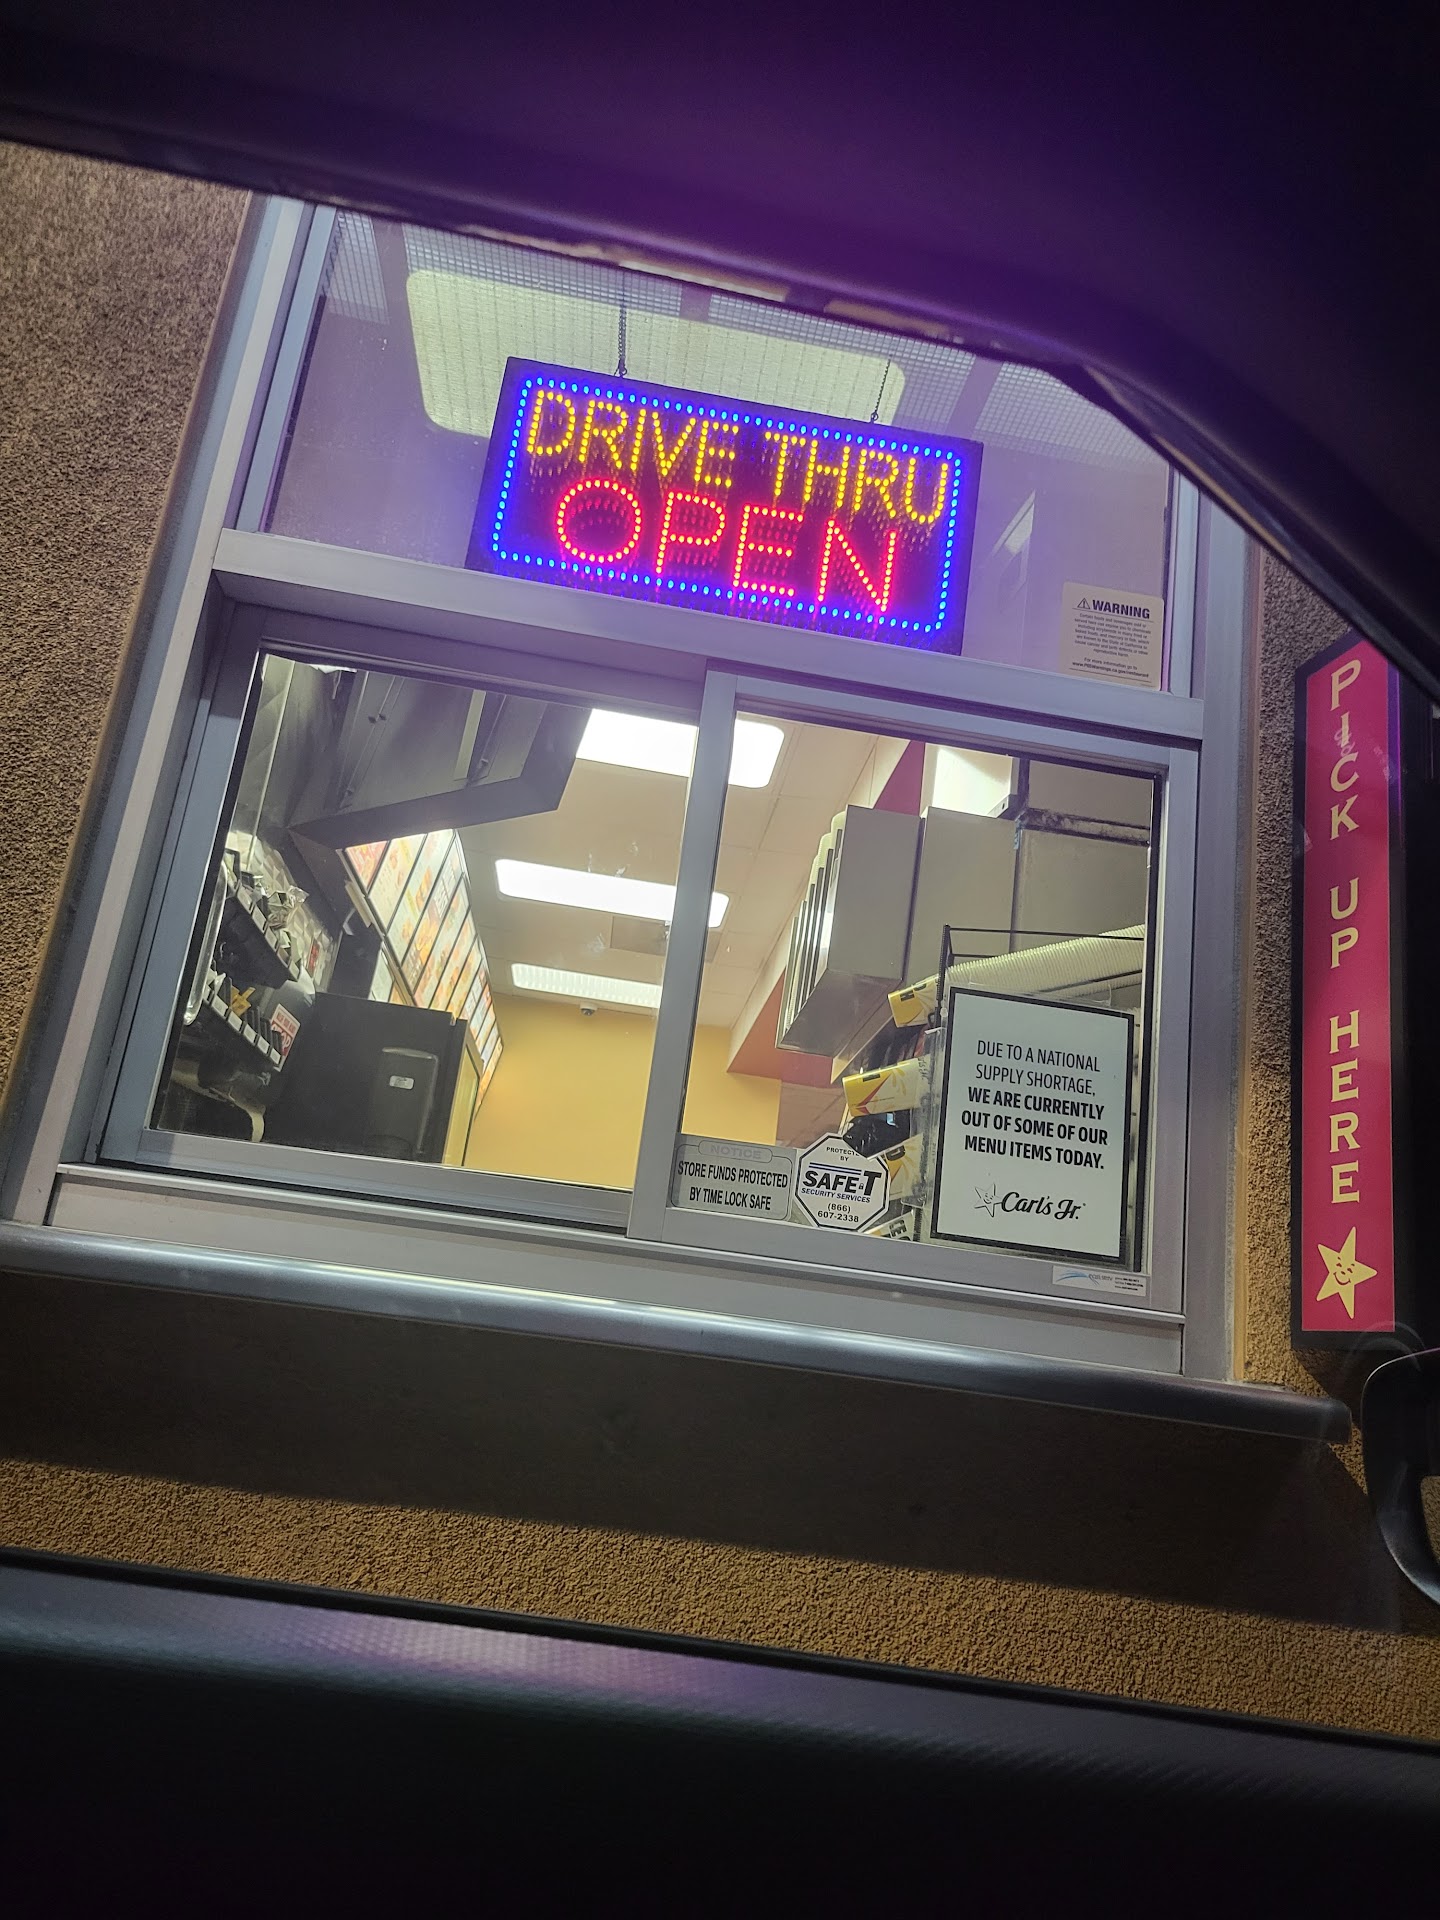 DRIVE THRU
OPEN
WARNING
PICK UP HERE
DUE TO A NATIONAL
SUPPLY SHORTAGE,
WE ARE CURRENTLY
OUT OF SOME OF OUR
MENU ITEMS TODAY.
Carl's Jr.
NOTICE
STORE FUNDS PROTECTED
BY TIME LOCK SAFE
PROTECTED
BY
SAFE-T
SECURITY SERVICES
(866)
607-2338